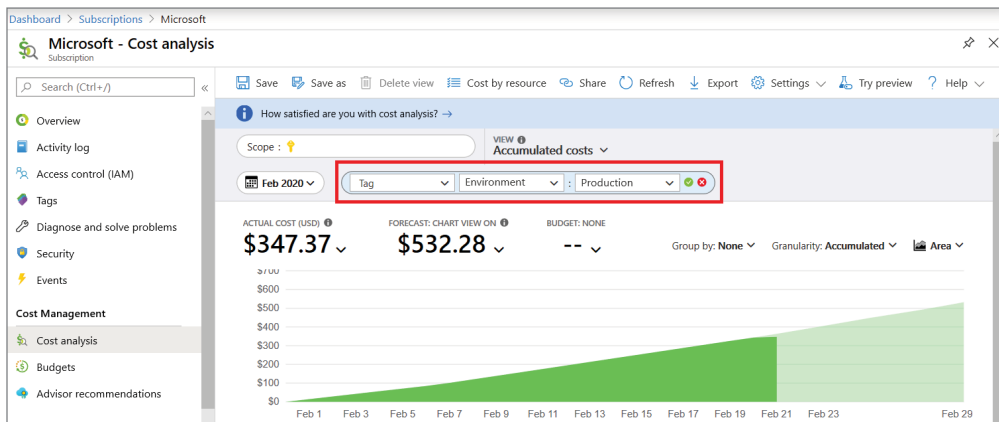 Dashboard > Subscriptions > Microsoft
Microsoft - Cost analysis
Subscription
Search (Ctrl+/)
«
Overview
Activity log
Access control (IAM)
Tags
Diagnose and solve problems
Security
Events
Cost Management
Cost analysis
Budgets
Advisor recommendations
Save Save as Delete view Cost by resource Share Refresh Export Settings Try preview ? Help
How satisfied are you with cost analysis? →
Scope :
VIEW
Accumulated costs
Feb 2020
Tag Environment : Production
ACTUAL COST (USD) FORECAST: CHART VIEW ON BUDGET: NONE
$347.37 $532.28 --
Group by: None Granularity: Accumulated Area
$700
$600
$500
$400
$300
$200
$100
$0
Feb 1 Feb 3 Feb 5 Feb 7 Feb 9 Feb 11 Feb 13 Feb 15 Feb 17 Feb 19 Feb 21 Feb 23 Feb 29